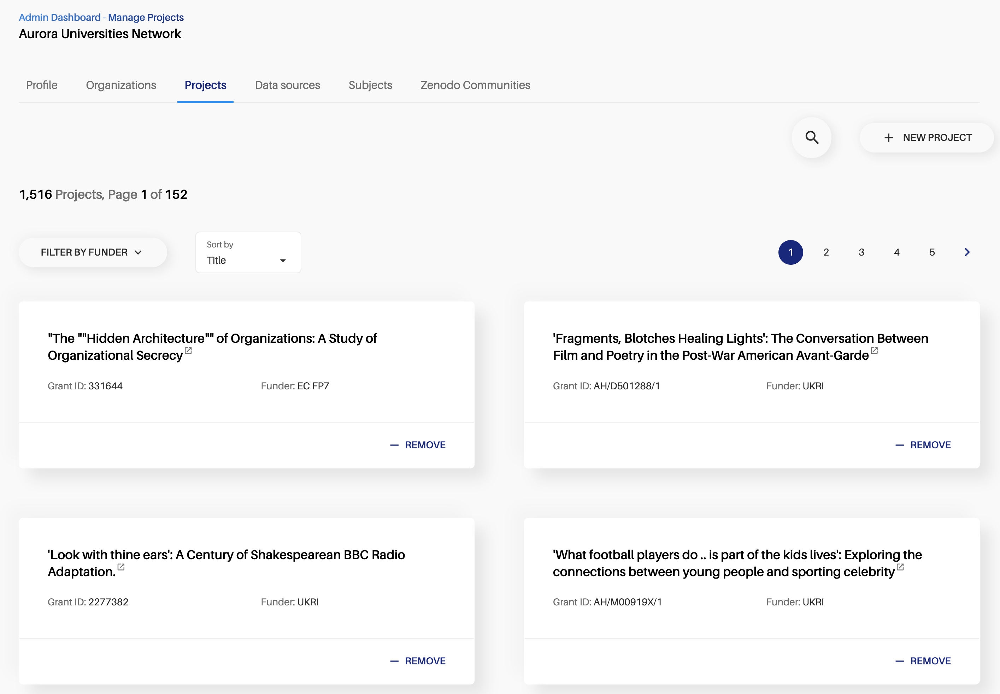 Admin Dashboard - Manage Projects
Aurora Universities Network
Profile
Organizations
Projects
Data sources
Subjects
Zenodo Communities
+ NEW PROJECT
1,516 Projects, Page 1 of 152
FILTER BY FUNDER
Sort by
Title
1 2 3 4 5
"The ""Hidden Architecture"" of Organizations: A Study of
Organizational Secrecy
Grant ID: 331644
Funder: EC FP7
— REMOVE
'Fragments, Blotches Healing Lights': The Conversation Between
Film and Poetry in the Post-War American Avant-Garde
Grant ID: AH/D501288/1
Funder: UKRI
— REMOVE
'Look with thine ears': A Century of Shakespearean BBC Radio
Adaptation.
Grant ID: 2277382
Funder: UKRI
— REMOVE
'What football players do .. is part of the kids lives': Exploring the
connections between young people and sporting celebrity
Grant ID: AH/M00919X/1
Funder: UKRI
— REMOVE